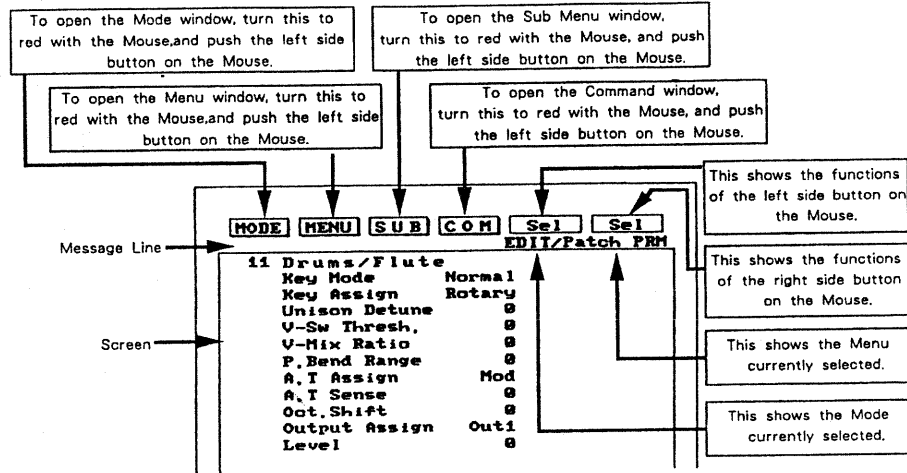 To open the Mode window, turn this to
red with the Mouse,and push the left side
button on the Mouse.
To open the Sub Menu window,
turn this to red with the Mouse, and push
the left side button on the Mouse.
To open the Menu window, turn this to
red with the Mouse,and push the left side
button on the Mouse.
To open the Command window,
turn this to red with the Mouse, and push
the left side button on the Mouse.
This shows the functions
of the left side button on
the Mouse.
MODE MENU SUB COM Sel Sel
Message Line
EDIT/Patch PRM
This shows the functions
of the right side button
on the Mouse.
11 Drums/Flute
Key Mode Normal
Key Assign Rotary
Unison Detune 0
V-Sw Thresh. 0
V-Mix Ratio 0
P.Bend Range 0
A.T Assign Mod
A.T Sense 0
Oct.Shift 0
Output Assign Out1
Level 0
Screen
This shows the Menu
currently selected.
This shows the Mode
currently selected.